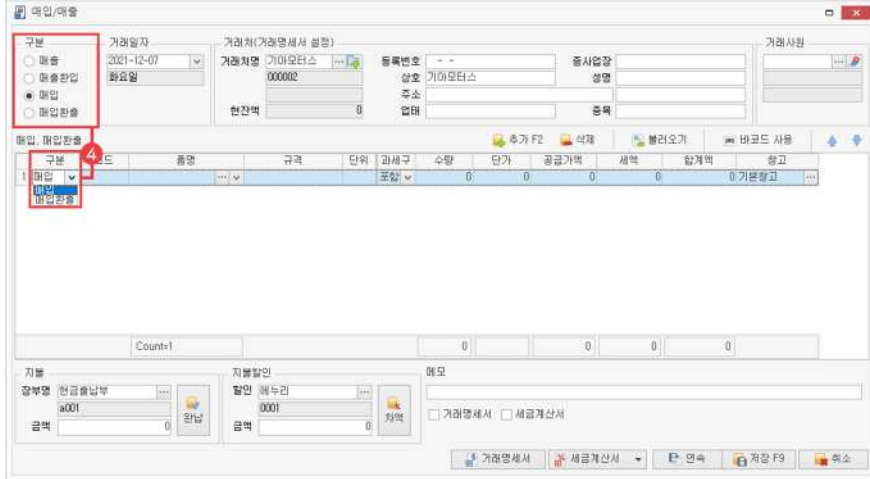 매입/매출
구분
거래일자
거래처(거래명세서 설정)
거래사원
매출
매출환입
매입
매입환출
2021-12-07
화요일
거래처명 기아모터스
000002
현잔액 0
등록번호 - -
종사업장
상호 기아모터스
성명
주소
업태
종목
매입, 매입환출
추가 F2 삭제 불러오기 바코드 사용
4
구분 코드 품명 규격 단위 과세구 수량 단가 공급가액 세액 합계액 창고
1 매입 포함 0 0 0 0 0 기본창고
매입
매입환출
Count=1 0 0 0 0
지불
장부명 현금출납부
a001
금액 0
완납
지불할인
할인 에누리
0001
금액 0
차액
메모
거래명세서 세금계산서
거래명세서 세금계산서 연속 저장 F9 취소